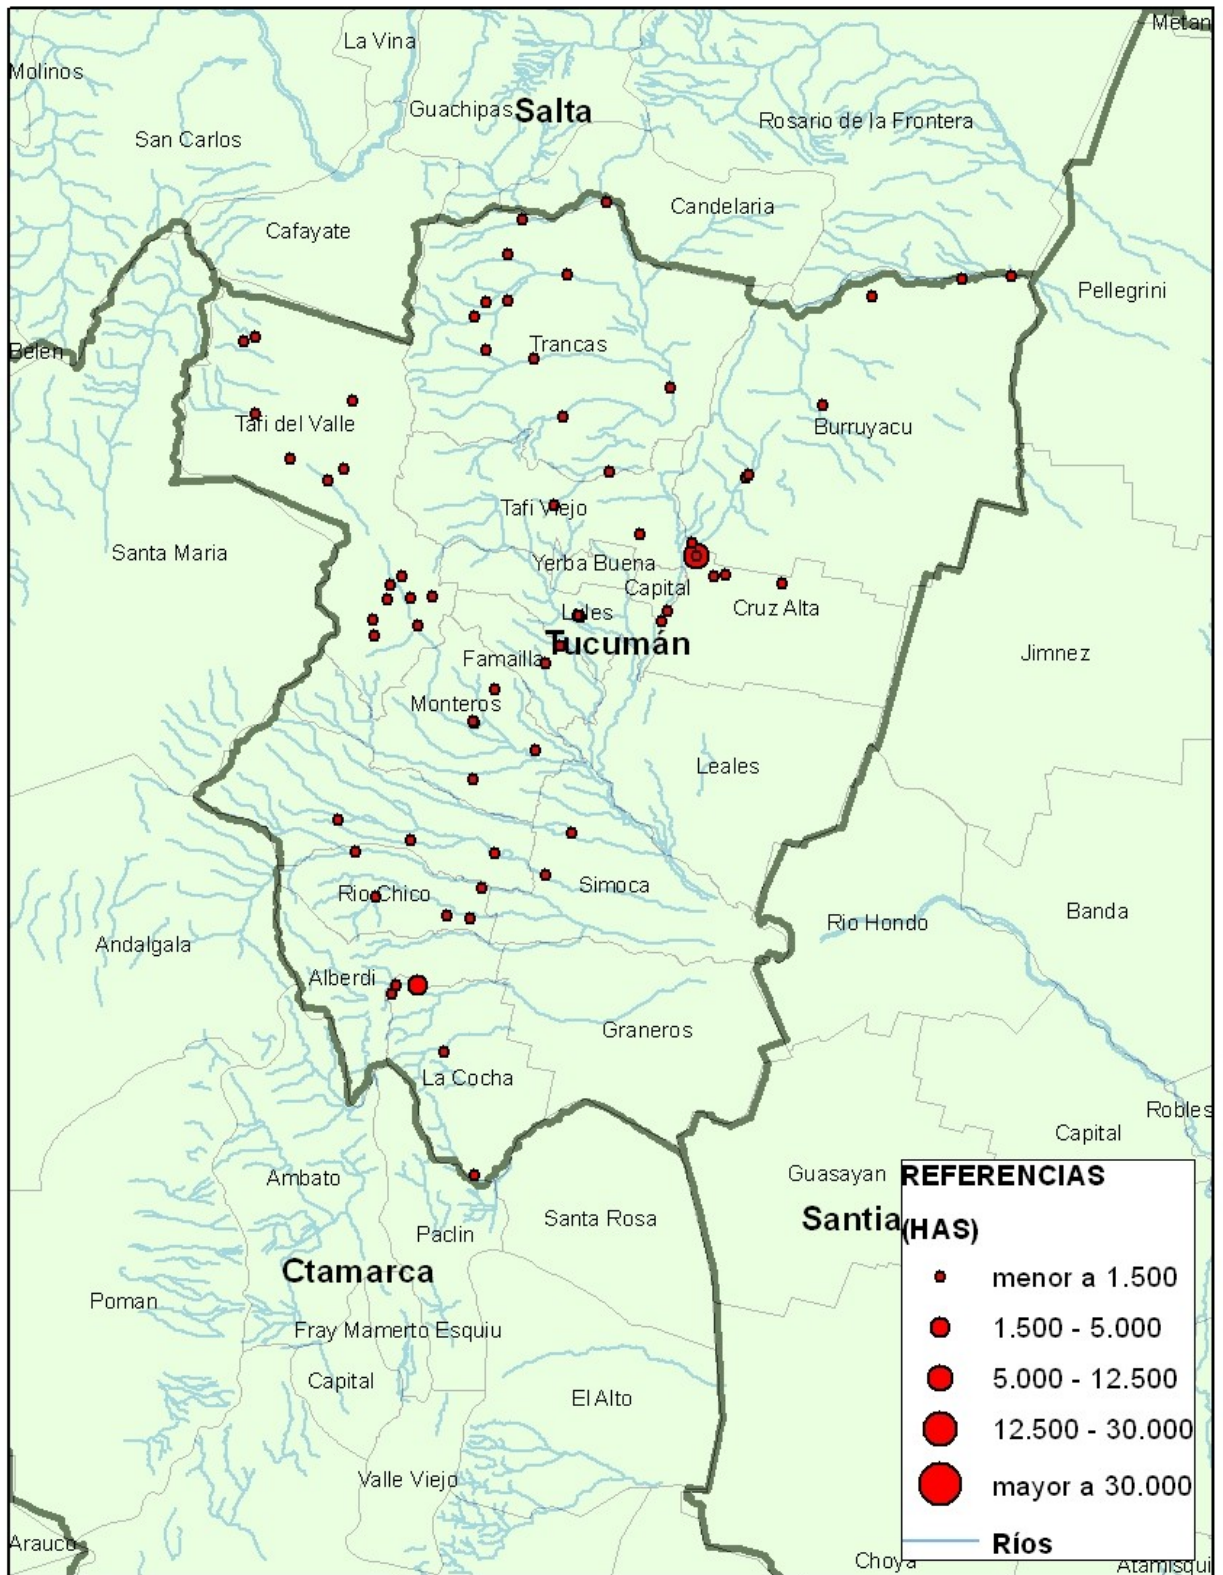 Metan
La Vina
Molinos
Guachipas
Salta
Rosario de la Frontera
San Carlos
Candelaria
Cafayate
Pellegrini
Trancas
Belen
Tafi del Valle
Burruyacu
Tafi Viejo
Santa Maria
Yerba Buena
Capital
Cruz Alta
Lules
Tucumán
Famailla
Jimnez
Monteros
Leales
Simoca
Rio Chico
Banda
Rio Hondo
Andalgala
Alberdi
Graneros
La Cocha
Robles
Capital
Guasayan
Ambato
Santia
Santa Rosa
Paclin
Ctamarca
Poman
Fray Mamerto Esquiu
Capital
El Alto
Valle Viejo
Arauco
Choya
Atamisqui
REFERENCIAS
(HAS)
menor a 1.500
1.500 - 5.000
5.000 - 12.500
12.500 - 30.000
mayor a 30.000
Ríos